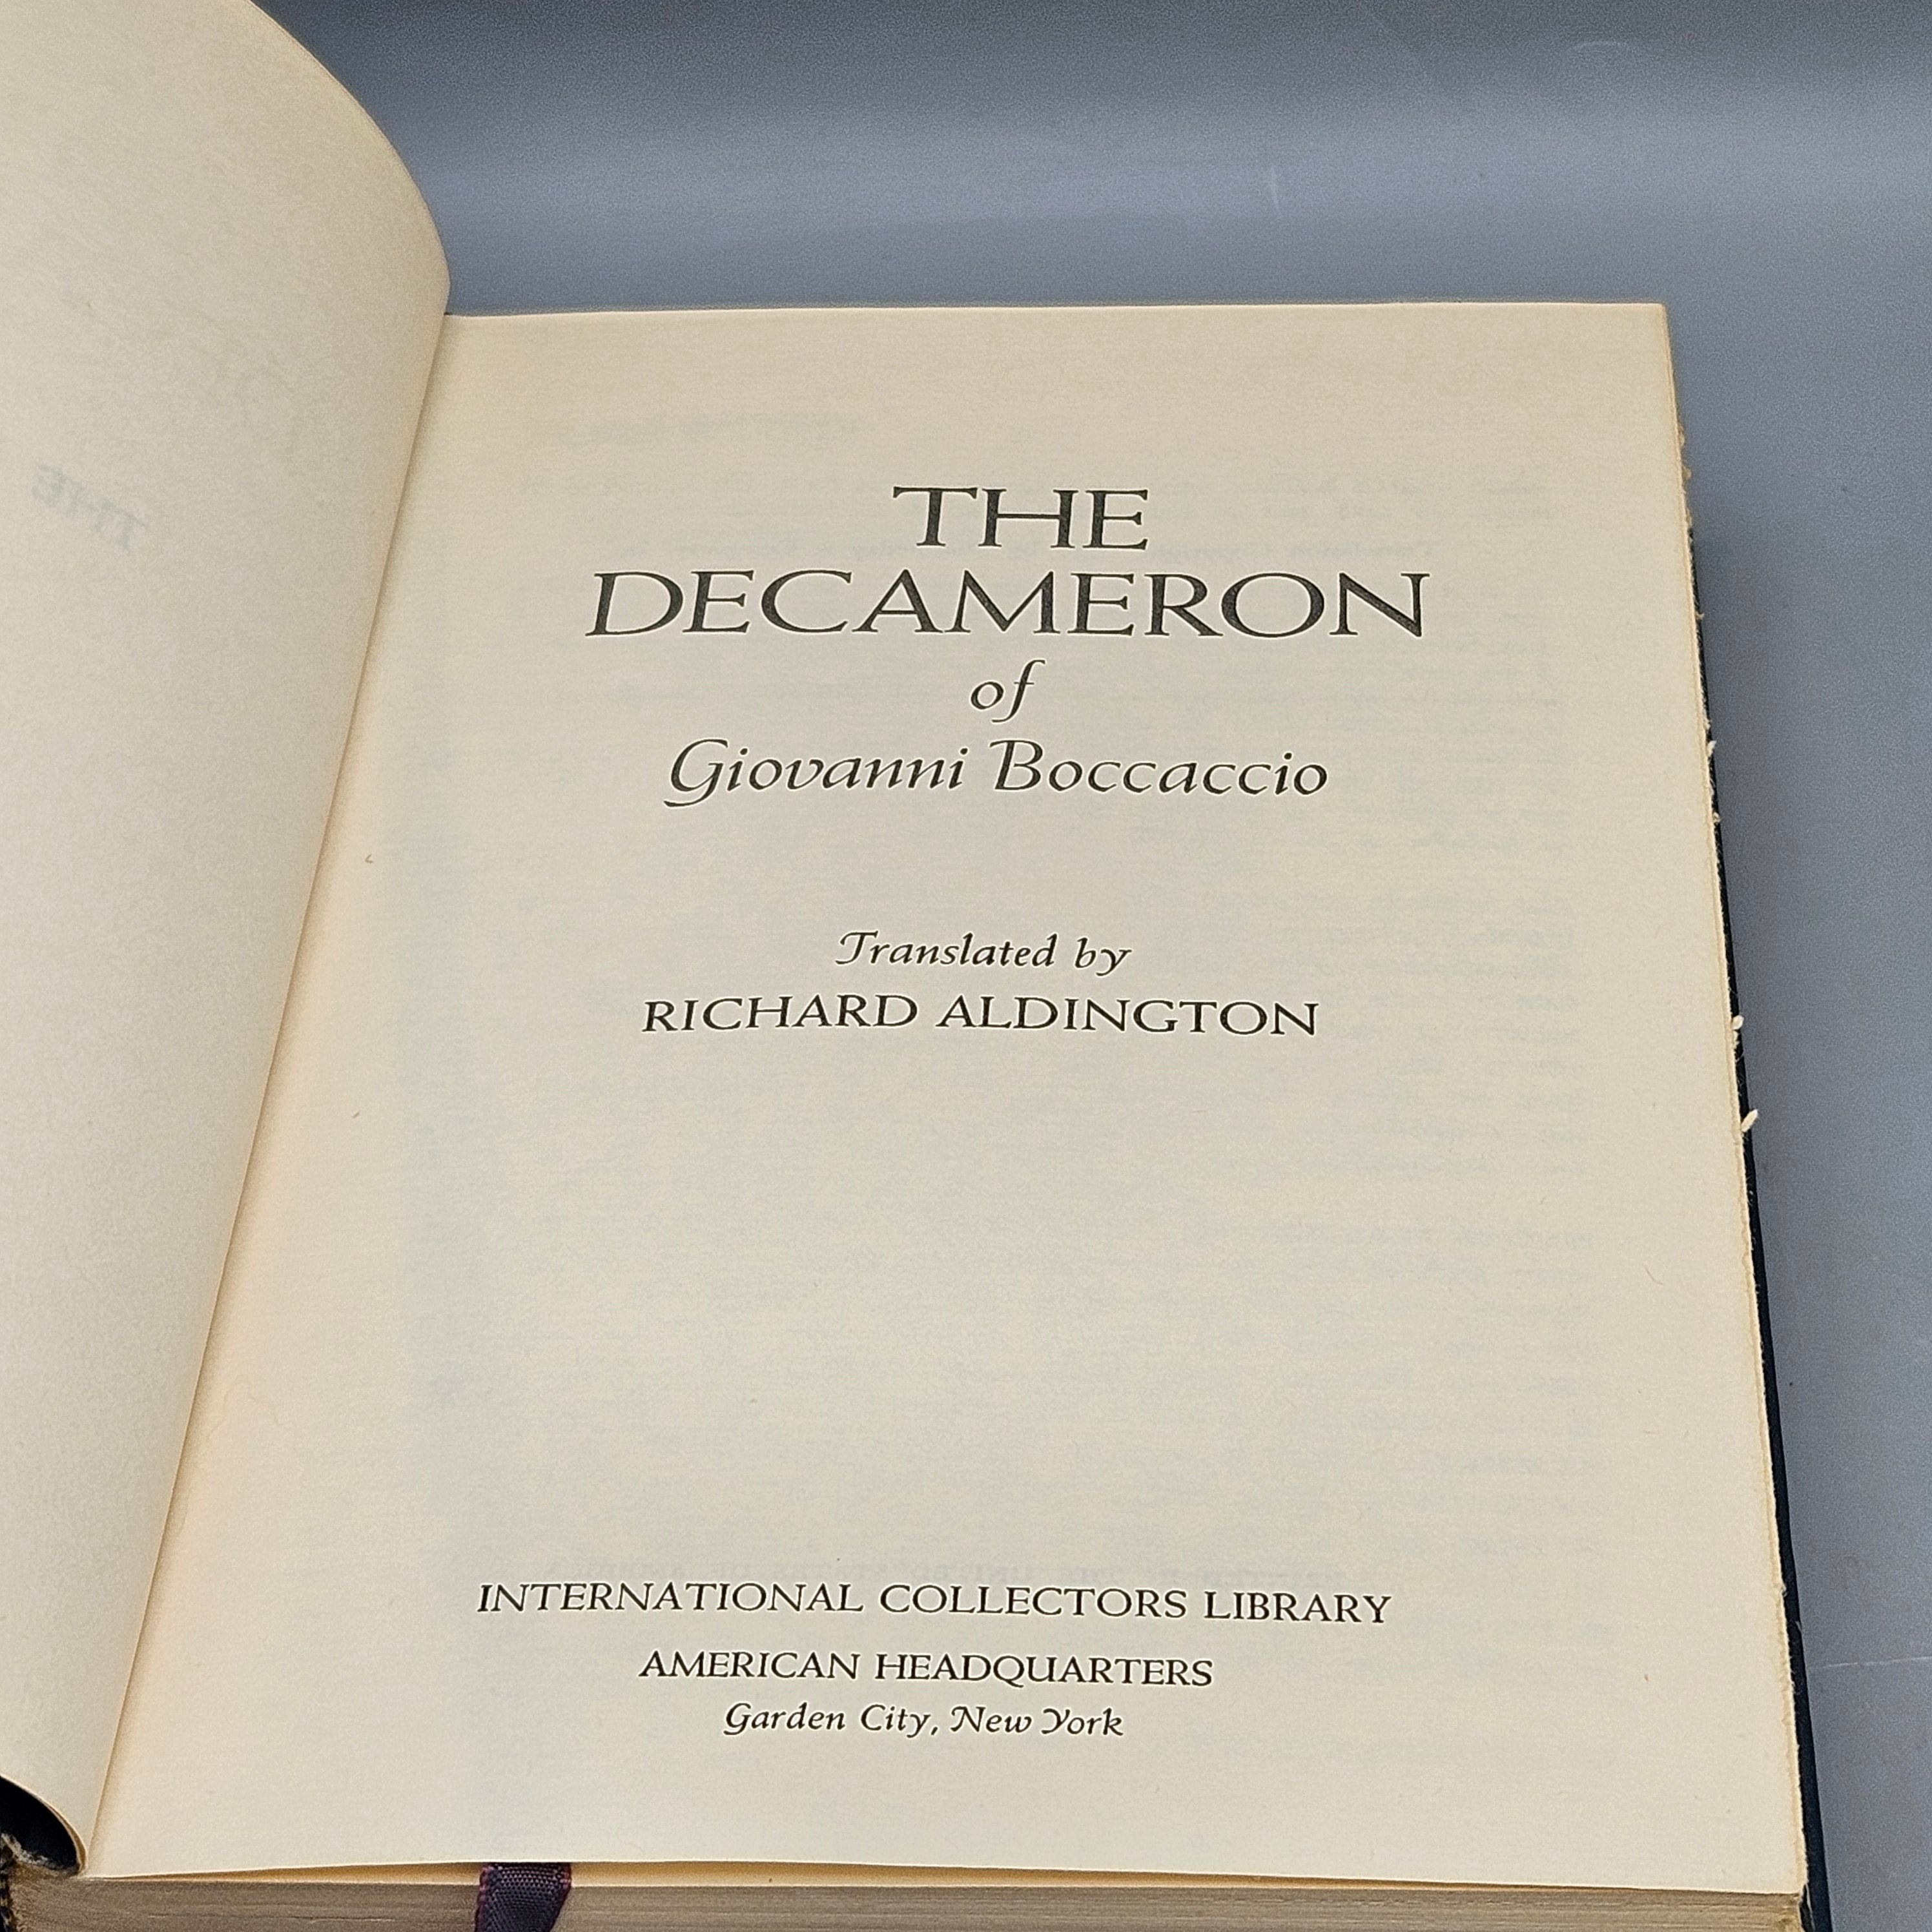 THE
DECAMERON
of
Giovanni Boccaccio
Translated by
RICHARD ALDINGTON
INTERNATIONAL COLLECTORS LIBRARY
AMERICAN HEADQUARTERS
Garden City, New York